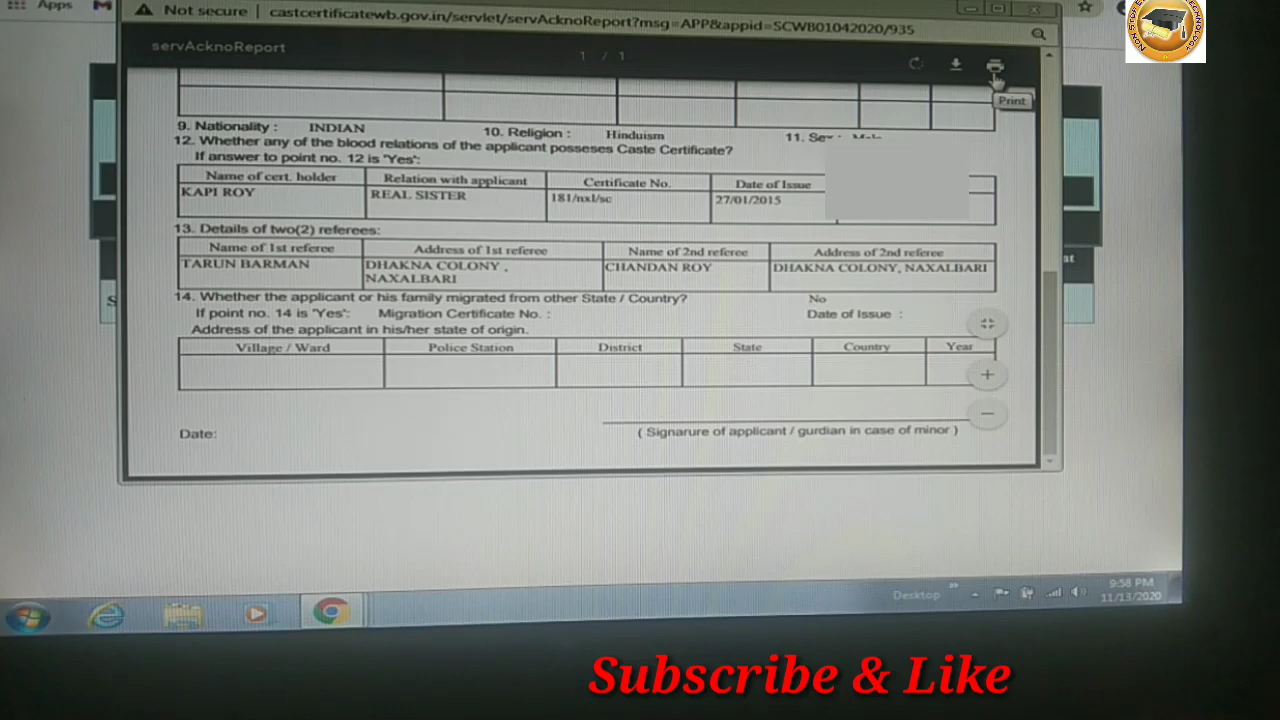 Apps
Not secure | castcertificatewb.gov.in/servlet/servAcknoReport?msg=APP&appid=SCWB01042020/935
servAcknoReport
1 / 1
Print
9. Nationality : INDIAN 10. Religion : Hinduism 11. Sex : Male
12. Whether any of the blood relations of the applicant posseses Caste Certificate?
If answer to point no. 12 is 'Yes':
Name of cert. holder Relation with applicant Certificate No. Date of Issue
KAPI ROY REAL SISTER 181/nxl/sc 27/01/2015
13. Details of two(2) referees:
Name of 1st referee Address of 1st referee Name of 2nd referee Address of 2nd referee
TARUN BARMAN DHAKNA COLONY , CHANDAN ROY DHAKNA COLONY, NAXALBARI
NAXALBARI
14. Whether the applicant or his family migrated from other State / Country? No
If point no. 14 is 'Yes': Migration Certificate No. : Date of Issue :
Address of the applicant in his/her state of origin.
Village / Ward Police Station District State Country Year
Date:
( Signarure of applicant / gurdian in case of minor )
Desktop
9:58 PM
11/13/2020
Subscribe & Like